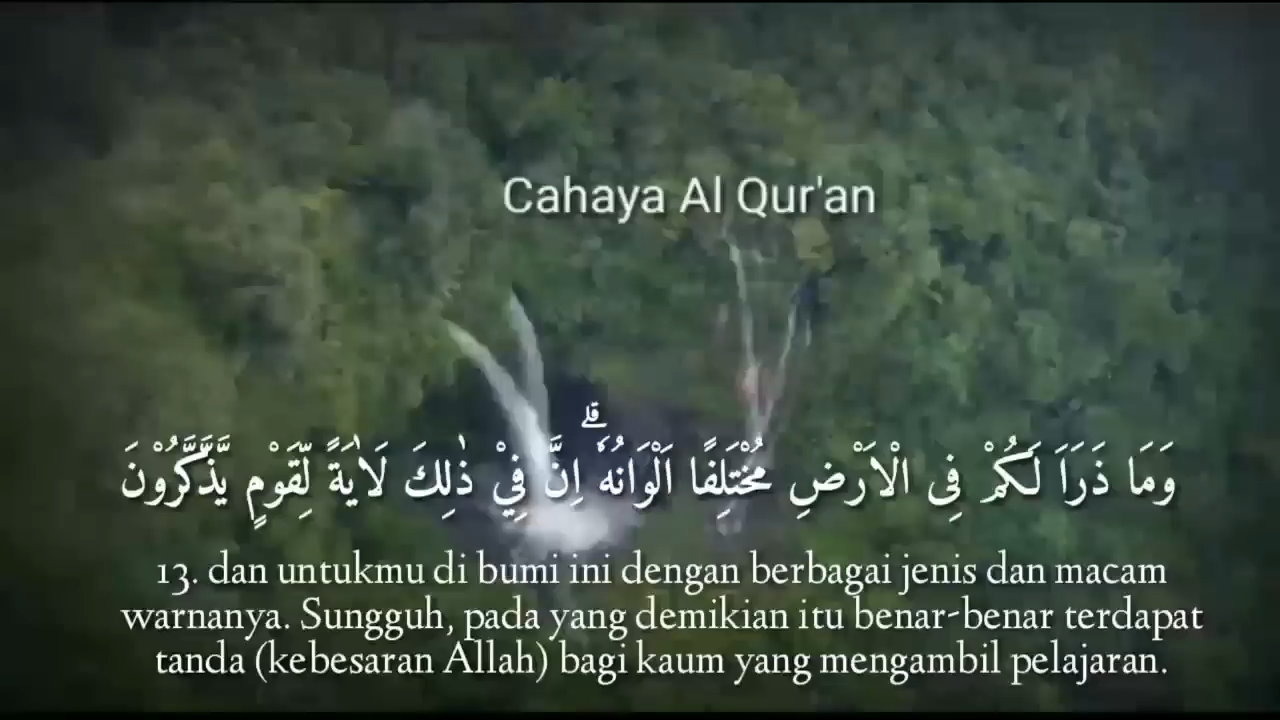 Cahaya Al Qur'an
وَمَا ذَرَاَ لَكُمْ فِى الْاَرْضِ مُخْتَلِفًا اَلْوَانُهٗ ۗاِنَّ فِيْ ذٰلِكَ لَاٰيَةً لِّقَوْمٍ يَّذَّكَّرُوْنَ
13. dan untukmu di bumi ini dengan berbagai jenis dan macam
warnanya. Sungguh, pada yang demikian itu benar-benar terdapat
tanda (kebesaran Allah) bagi kaum yang mengambil pelajaran.